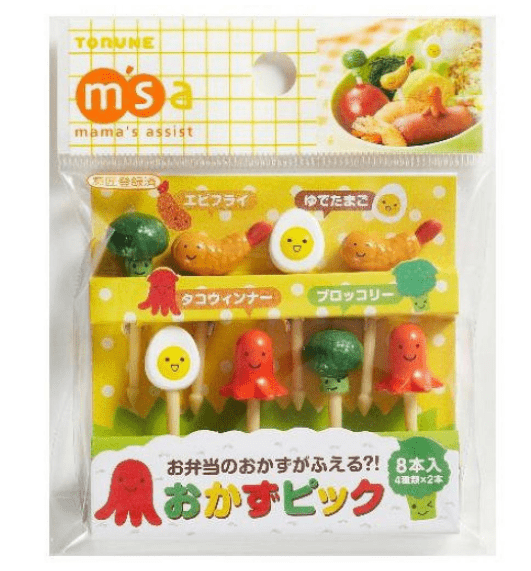 TORUNE
m'sa
mama's assist
意匠登録済
エビフライ
ゆでたまご
タコウィンナー
ブロッコリー
お弁当のおかずがふえる?!
おかずピック
8本入
4種類×2本